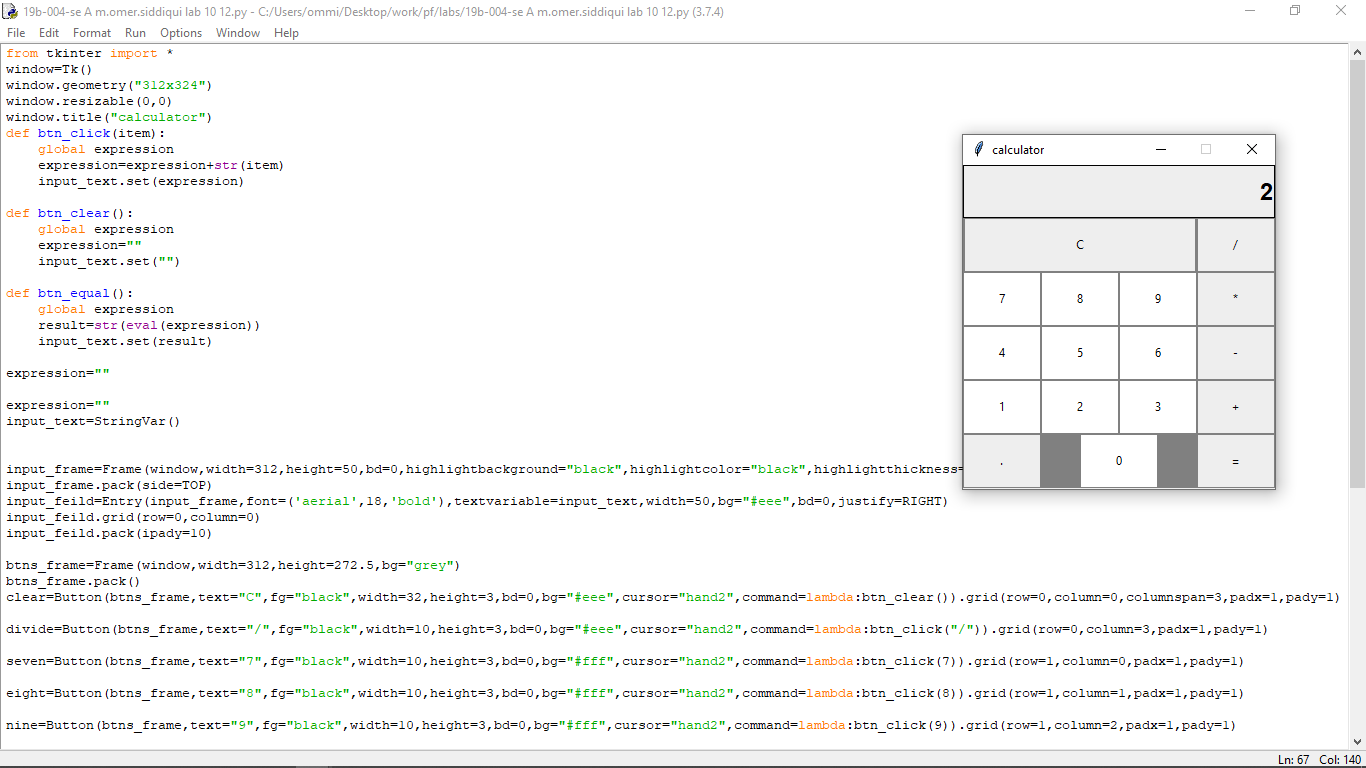 19b-004-se A m.omer.siddiqui lab 10 12.py - C:/Users/ommi/Desktop/work/pf/labs/19b-004-se A m.omer.siddiqui lab 10 12.py (3.7.4)
File Edit Format Run Options Window Help
from tkinter import *
window=Tk()
window.geometry("312x324")
window.resizable(0,0)
window.title("calculator")
def btn_click(item):
    global expression
    expression=expression+str(item)
    input_text.set(expression)

def btn_clear():
    global expression
    expression=""
    input_text.set("")

def btn_equal():
    global expression
    result=str(eval(expression))
    input_text.set(result)

expression=""

expression=""
input_text=StringVar()

input_frame=Frame(window,width=312,height=50,bd=0,highlightbackground="black",highlightcolor="black",highlightthickness=
input_frame.pack(side=TOP)
input_feild=Entry(input_frame,font=('aerial',18,'bold'),textvariable=input_text,width=50,bg="#eee",bd=0,justify=RIGHT)
input_feild.grid(row=0,column=0)
input_feild.pack(ipady=10)

btns_frame=Frame(window,width=312,height=272.5,bg="grey")
btns_frame.pack()
clear=Button(btns_frame,text="C",fg="black",width=32,height=3,bd=0,bg="#eee",cursor="hand2",command=lambda:btn_clear()).grid(row=0,column=0,columnspan=3,padx=1,pady=1)

divide=Button(btns_frame,text="/",fg="black",width=10,height=3,bd=0,bg="#eee",cursor="hand2",command=lambda:btn_click("/")).grid(row=0,column=3,padx=1,pady=1)

seven=Button(btns_frame,text="7",fg="black",width=10,height=3,bd=0,bg="#fff",cursor="hand2",command=lambda:btn_click(7)).grid(row=1,column=0,padx=1,pady=1)

eight=Button(btns_frame,text="8",fg="black",width=10,height=3,bd=0,bg="#fff",cursor="hand2",command=lambda:btn_click(8)).grid(row=1,column=1,padx=1,pady=1)

nine=Button(btns_frame,text="9",fg="black",width=10,height=3,bd=0,bg="#fff",cursor="hand2",command=lambda:btn_click(9)).grid(row=1,column=2,padx=1,pady=1)
calculator
2
C /
7 8 9 *
4 5 6 -
1 2 3 +
. 0 =
Ln: 67 Col: 140